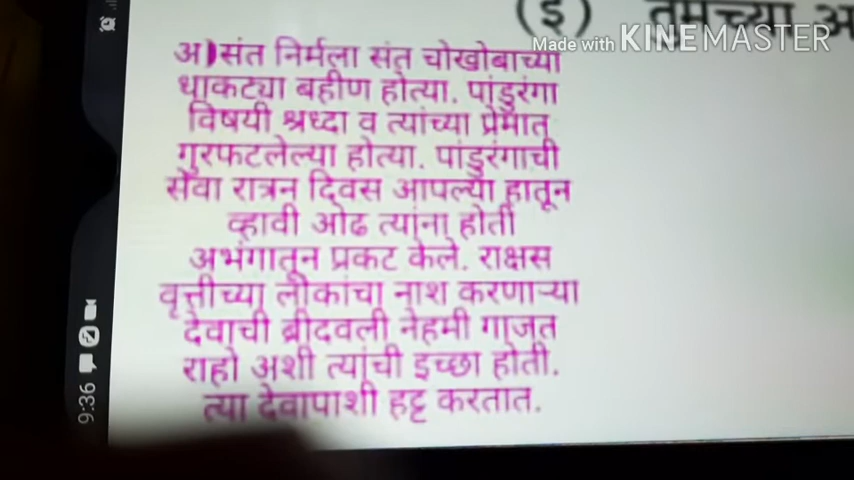 (इ) तुमच्या
Made with KINEMASTER
अ)संत निर्मला संत चोखोबाच्या
धाकट्या बहीण होत्या. पांडुरंगा
विषयी श्रध्दा व त्यांच्या प्रेमात
गुरफटलेल्या होत्या. पांडुरंगाची
सेवा रात्रन दिवस आपल्या हातून
व्हावी ओढ त्यांना होती
अभंगातून प्रकट केले. राक्षस
वृत्तीच्या लोकांचा नाश करणाऱ्या
देवाची ब्रीदवली नेहमी गाजत
राहो अशी त्यांची इच्छा होती.
त्या देवापाशी हट्ट करतात.
9:36